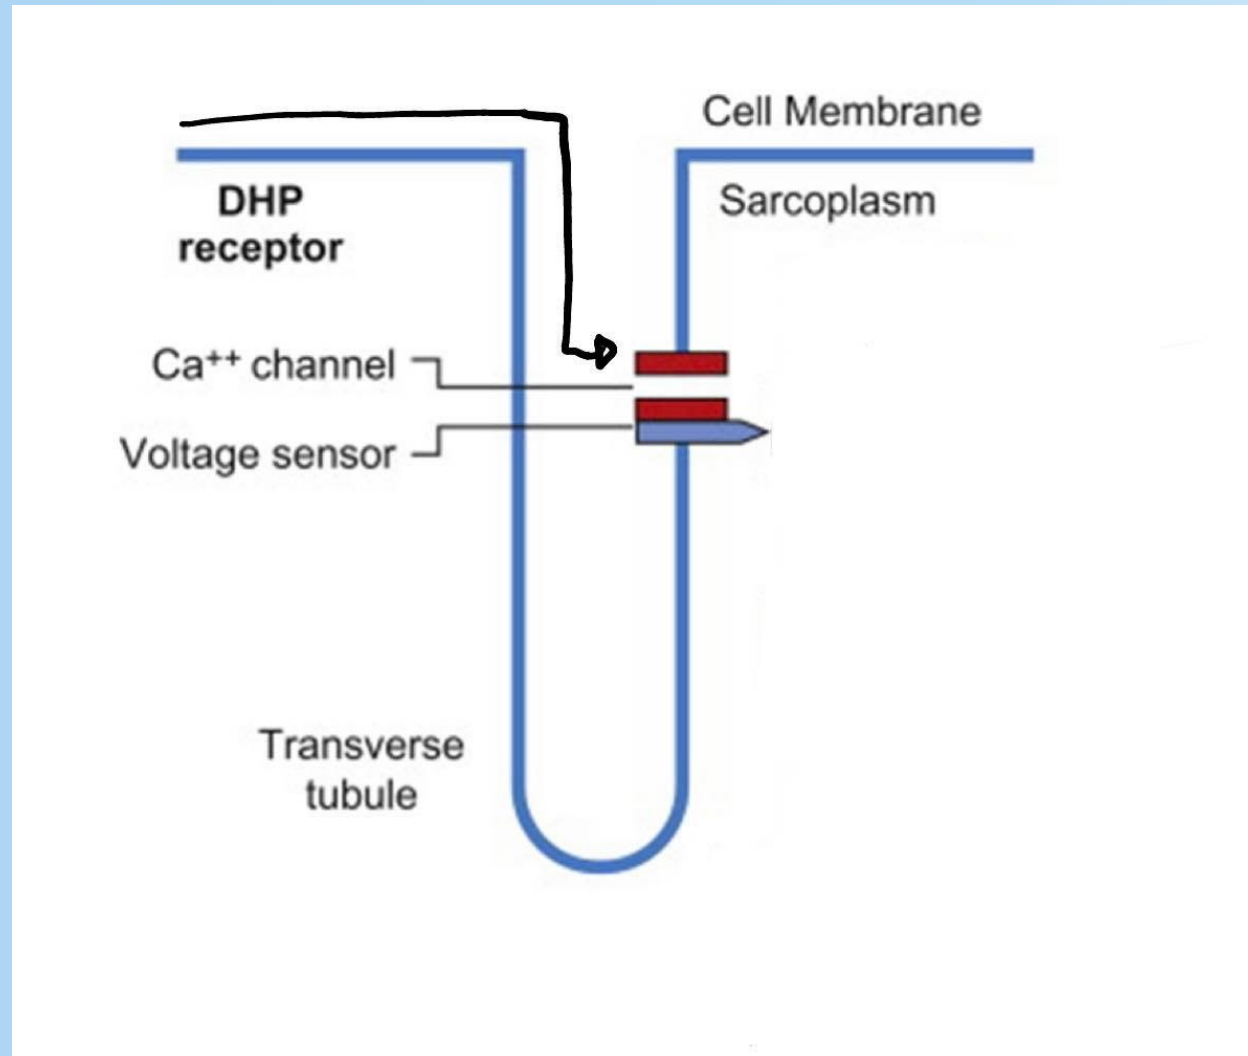 Cell Membrane
DHP
receptor
Sarcoplasm
Ca⁺⁺ channel
Voltage sensor
Transverse
tubule